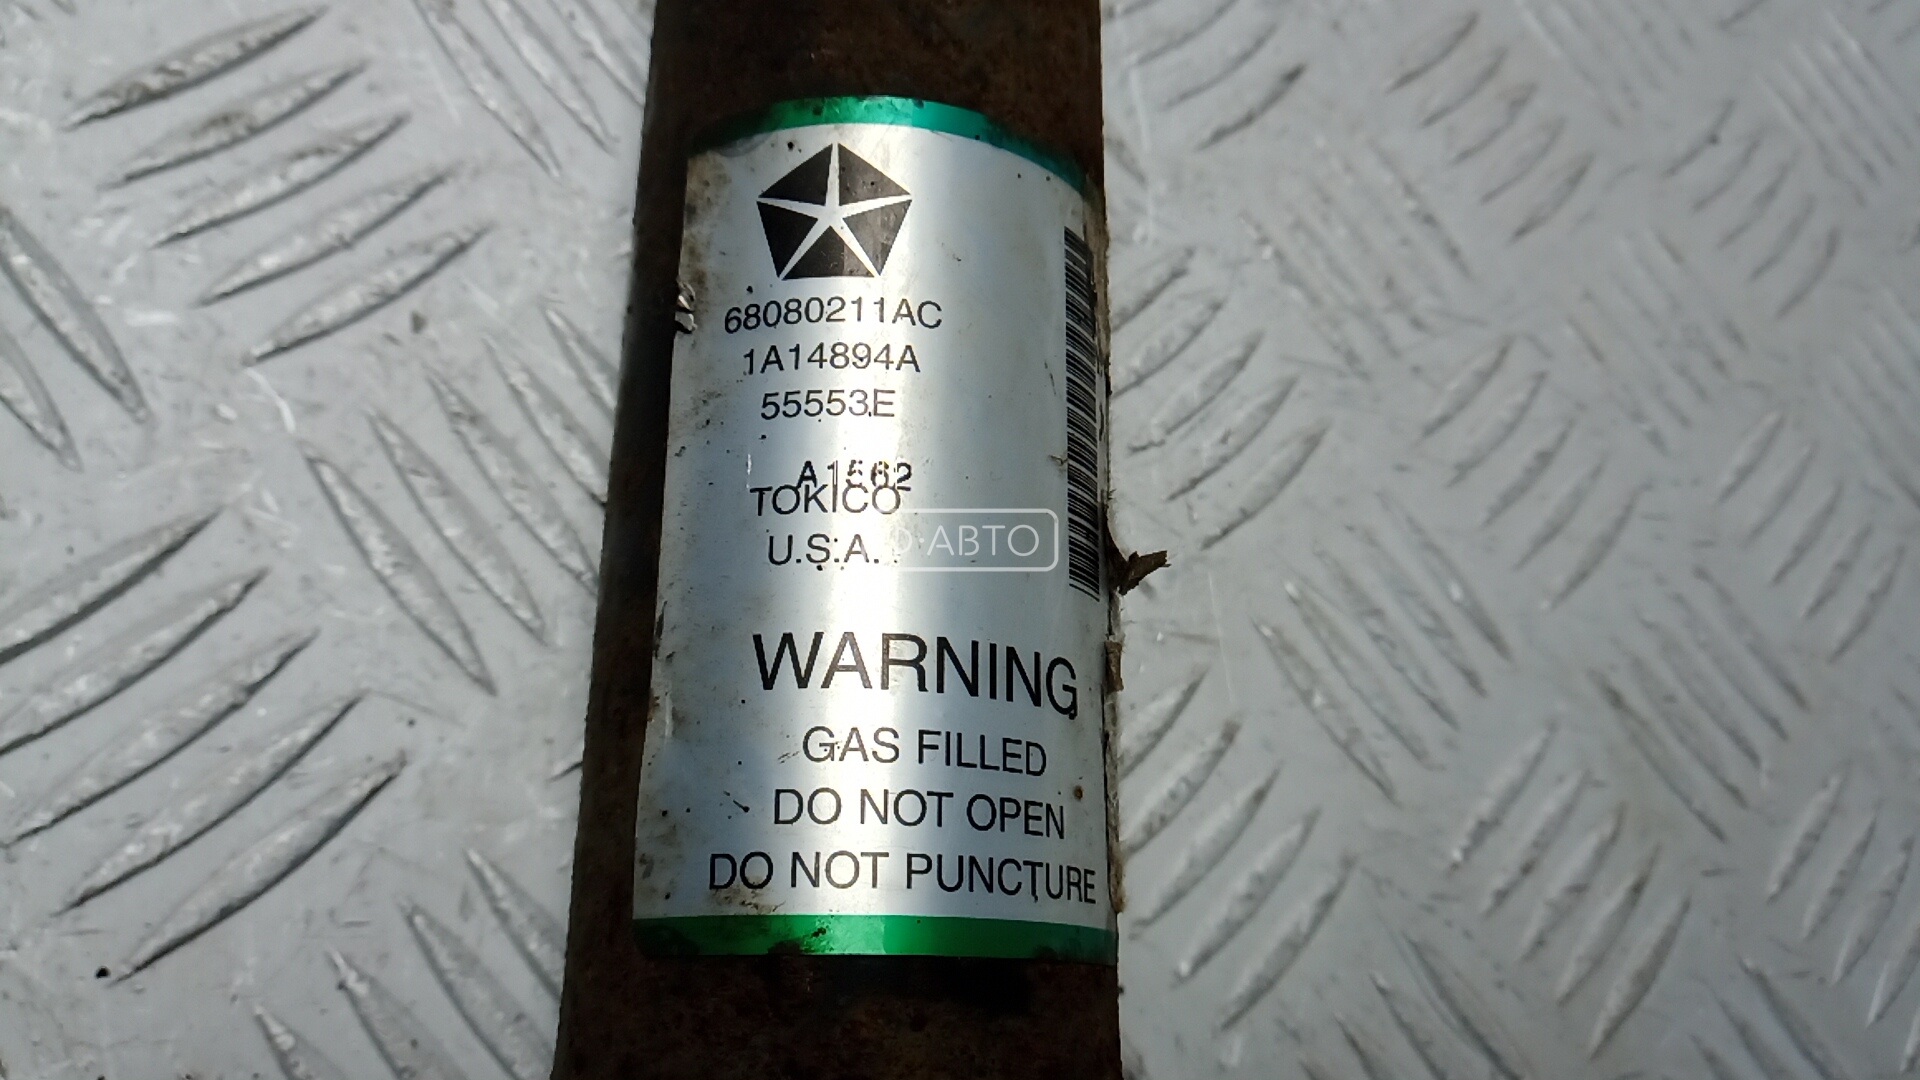 68080211AC
1A14894A
55553E
A1562
TOKICO
U.S.A.
АВТО
WARNING
GAS FILLED
DO NOT OPEN
DO NOT PUNCTURE